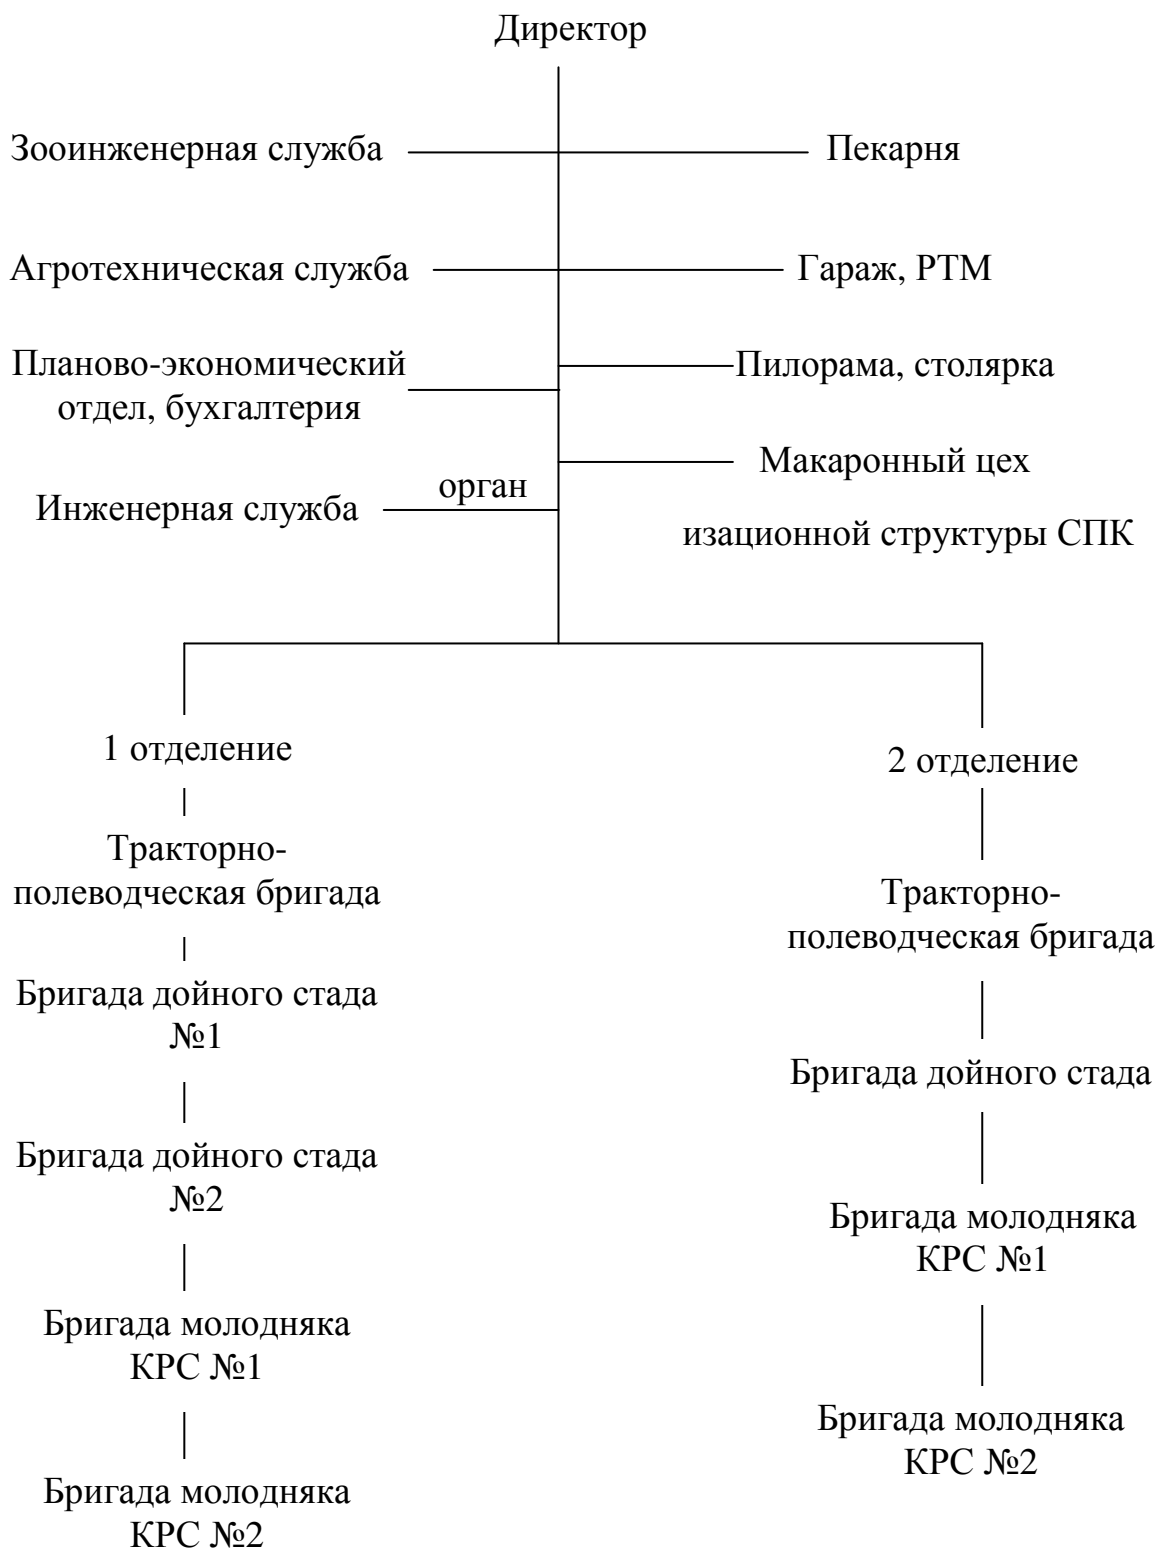 Директор
Зооинженерная служба
Пекарня
Агротехническая служба
Гараж, РТМ
Планово-экономический
отдел, бухгалтерия
Пилорама, столярка
Макаронный цех
орган
Инженерная служба
изационной структуры СПК
1 отделение
2 отделение
Тракторно-
полеводческая бригада
Тракторно-
полеводческая бригада
Бригада дойного стада
№1
Бригада дойного стада
Бригада дойного стада
№2
Бригада молодняка
КРС №1
Бригада молодняка
КРС №1
Бригада молодняка
КРС №2
Бригада молодняка
КРС №2